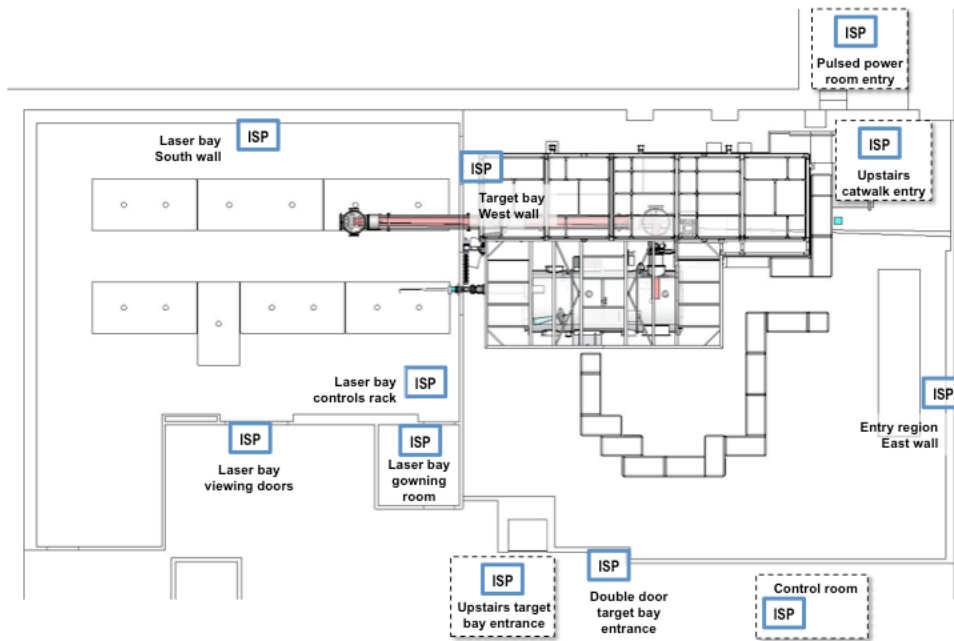 ISP
Pulsed power
room entry
ISP
Laser bay
South wall
ISP
Upstairs
catwalk entry
ISP
Target bay
West wall
ISP
Laser bay
controls rack
ISP
Entry region
East wall
ISP
Laser bay
viewing doors
ISP
Laser bay
gowning
room
ISP
Upstairs target
bay entrance
ISP
Double door
target bay
entrance
Control room
ISP